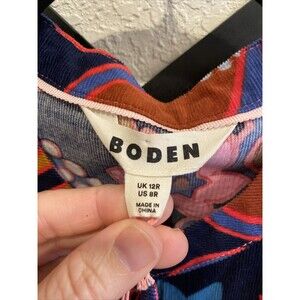 BODEN
UK 12R
US 8R
MADE IN
CHINA